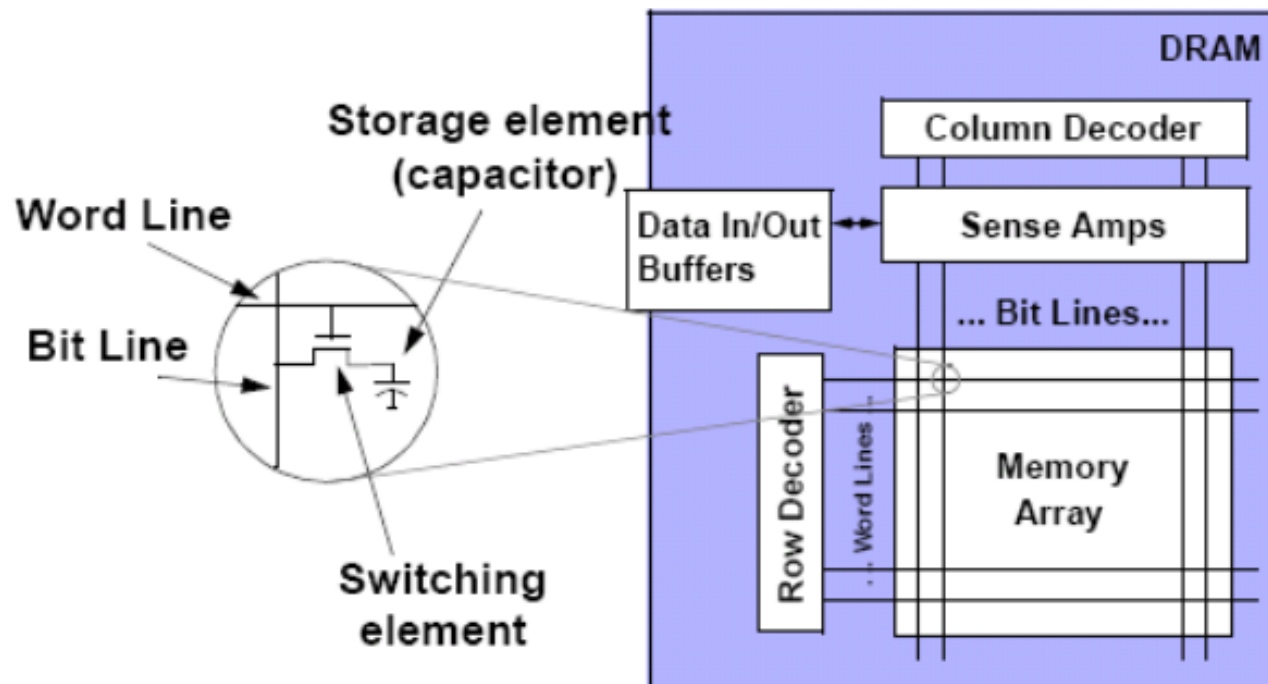 DRAM
Column Decoder
Storage element
(capacitor)
Word Line
Data In/Out
Buffers
Sense Amps
... Bit Lines...
Bit Line
Row Decoder
... Word Lines ...
Memory
Array
Switching
element